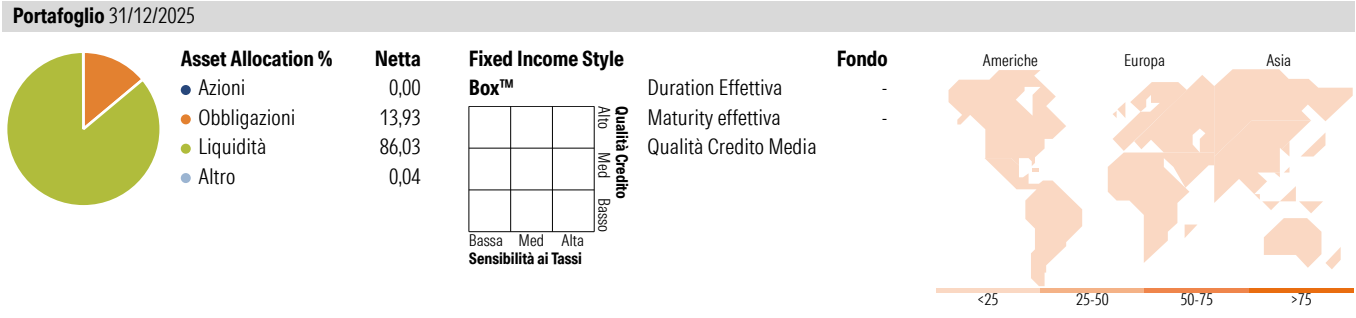 Portafoglio 31/12/2025
Asset Allocation % Netta
Azioni 0,00
Obbligazioni 13,93
Liquidità 86,03
Altro 0,04
Fixed Income Style
Box™
Alto Med Basso
Qualità Credito
Bassa Med Alta
Sensibilità ai Tassi
Fondo
Duration Effettiva -
Maturity effettiva -
Qualità Credito Media
Americhe Europa Asia
<25 25-50 50-75 >75